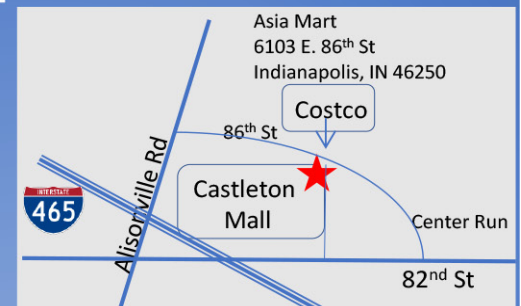 Asia Mart
6103 E. 86th St
Indianapolis, IN 46250
Costco
86th St
Alisonville Rd
INTERSTATE
465
Castleton
Mall
Center Run
82nd St